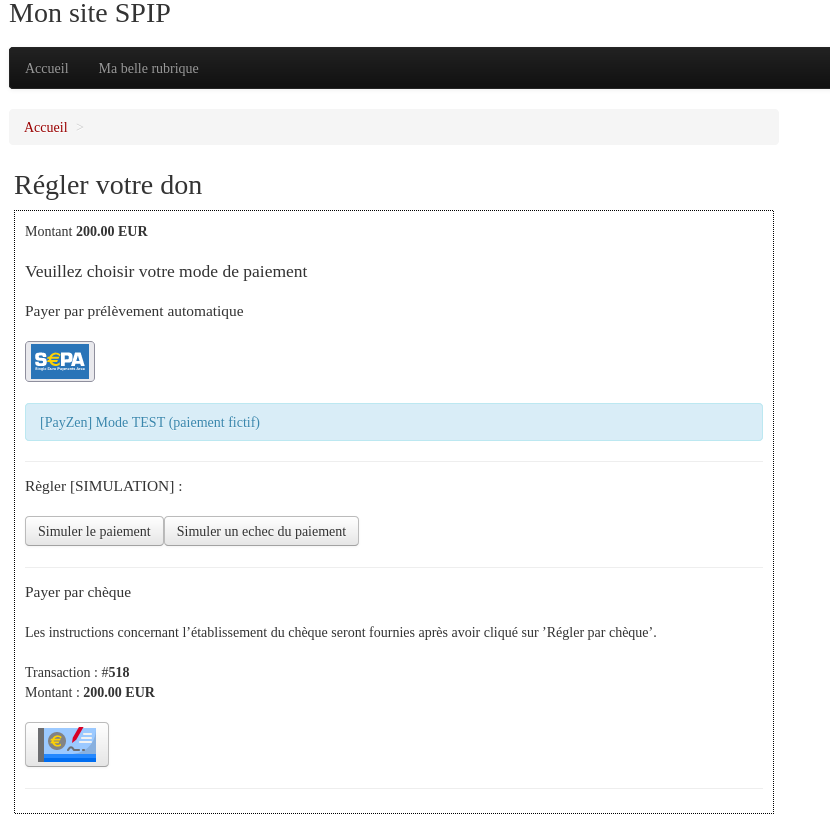 Mon site SPIP
Accueil Ma belle rubrique
Accueil >
Régler votre don
Montant 200.00 EUR
Veuillez choisir votre mode de paiement
Payer par prélèvement automatique
S€PA
Single Euro Payments Area
[PayZen] Mode TEST (paiement fictif)
Règler [SIMULATION] :
Simuler le paiement Simuler un echec du paiement
Payer par chèque
Les instructions concernant l’établissement du chèque seront fournies après avoir cliqué sur ’Régler par chèque’.
Transaction : #518
Montant : 200.00 EUR
€